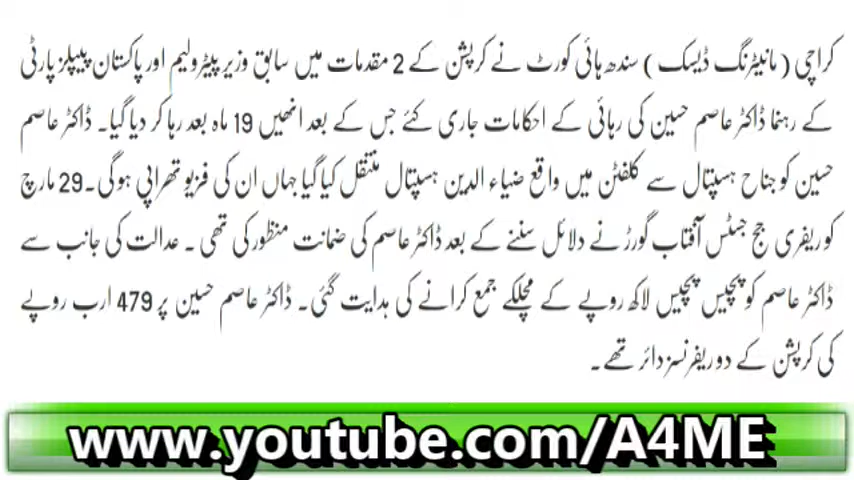 کراچی (مانیٹرنگ ڈیسک) سندھ ہائی کورٹ نے کرپشن کے 2 مقدمات میں سابق وزیر پیٹرولیم اور پاکستان پیپلز پارٹی
کے رہنما ڈاکٹر عاصم حسین کی رہائی کے احکامات جاری کئے جس کے بعد انھیں 19 ماہ بعد رہا کر دیا گیا۔ ڈاکٹر عاصم
حسین کو جناح ہسپتال سے کلفٹن میں واقع ضیاء الدین ہسپتال منتقل کیا گیا جہاں ان کی فزیو تھراپی ہو گی۔ 29 مارچ
کو ریفری جج جسٹس آفتاب گورڑ نے دلائل سننے کے بعد ڈاکٹر عاصم کی ضمانت منظور کی تھی ۔ عدالت کی جانب سے
ڈاکٹر عاصم کو پچیس پچیس لاکھ روپے کے مچلکے جمع کرانے کی ہدایت گئی۔ ڈاکٹر عاصم حسین پر 479 ارب روپے
کی کرپشن کے دو ریفرنسز دائر تھے۔
www.youtube.com/A4ME